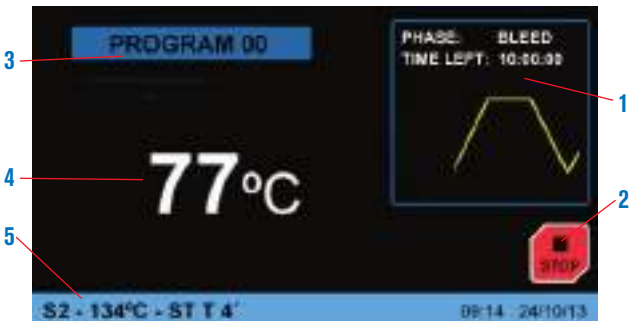 PROGRAM 00
PHASE: BLEED
TIME LEFT: 10:00:00
3
1
4
77°C
2
STOP
5
S2 - 134°C - ST T 4´
09:14 24/10/13